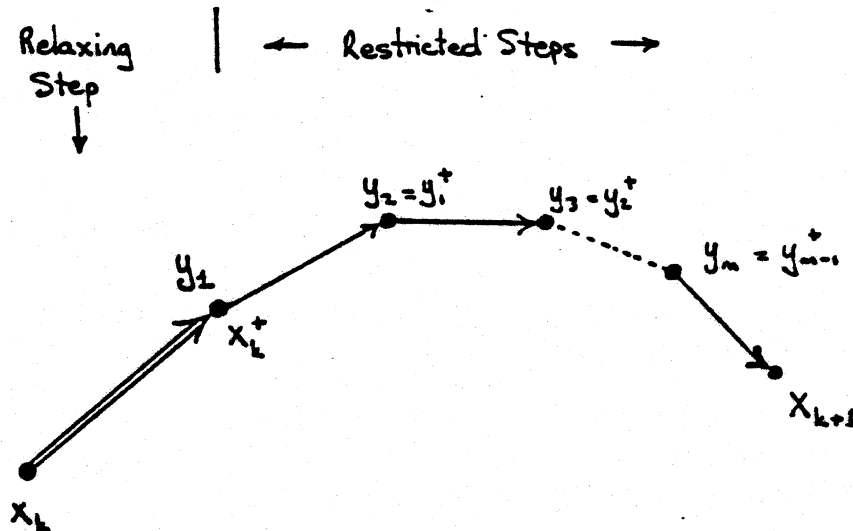 Relaxing
Step
← Restricted Steps →
y₂ = y₁⁺
y₃ = y₂⁺
y₁
yₘ = yₘ₋₁⁺
xₖ⁺
xₖ₊₁
xₖ